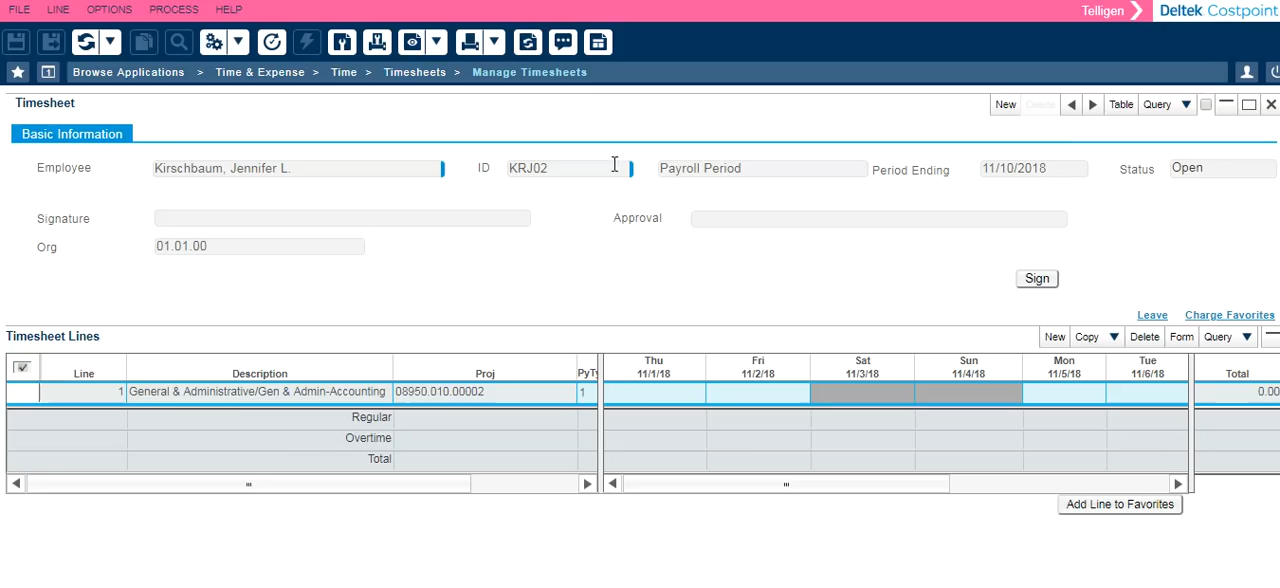 FILE LINE OPTIONS PROCESS HELP Telligen Deltek Costpoint
1 Browse Applications > Time & Expense > Time > Timesheets > Manage Timesheets
Timesheet New Delete Table Query
Basic Information
Employee Kirschbaum, Jennifer L. ID KRJ02 Payroll Period Period Ending 11/10/2018 Status Open
Signature Approval
Org 01.01.00
Sign
Leave Charge Favorites
Timesheet Lines New Copy Delete Form Query
Thu Fri Sat Sun Mon Tue
Line Description Proj PyTy 11/1/18 11/2/18 11/3/18 11/4/18 11/5/18 11/6/18 Total
1 General & Administrative/Gen & Admin-Accounting 08950.010.00002 1 0.00
Regular
Overtime
Total
Add Line to Favorites